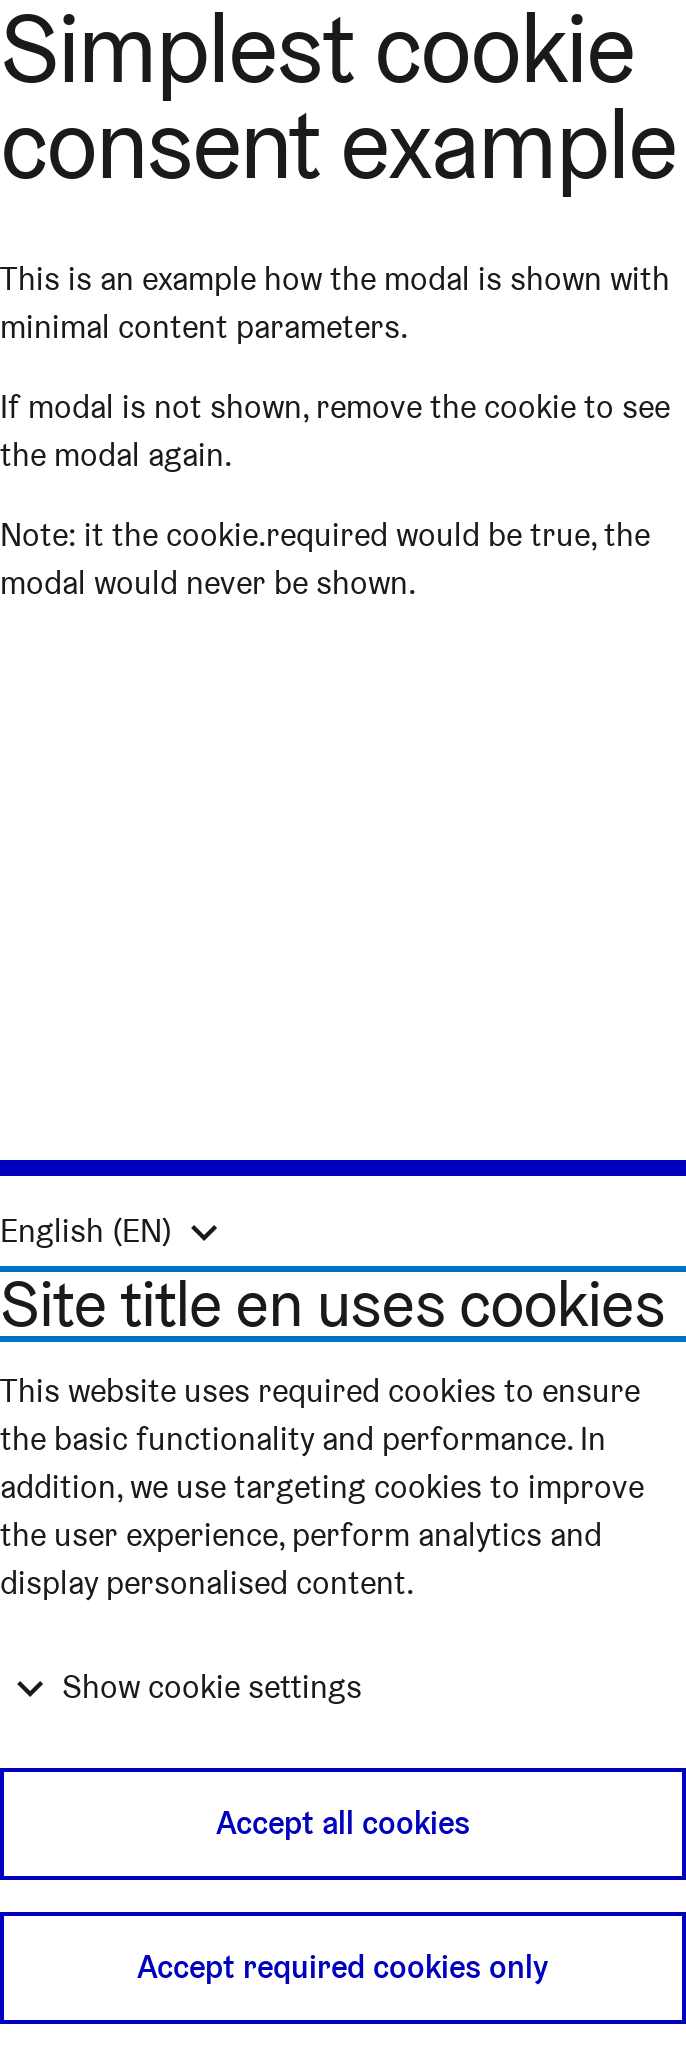 Simplest cookie
consent example
This is an example how the modal is shown with
minimal content parameters.
If modal is not shown, remove the cookie to see
the modal again.
Note: it the cookie.required would be true, the
modal would never be shown.
English (EN)
Site title en uses cookies
This website uses required cookies to ensure
the basic functionality and performance. In
addition, we use targeting cookies to improve
the user experience, perform analytics and
display personalised content.
Show cookie settings
Accept all cookies
Accept required cookies only